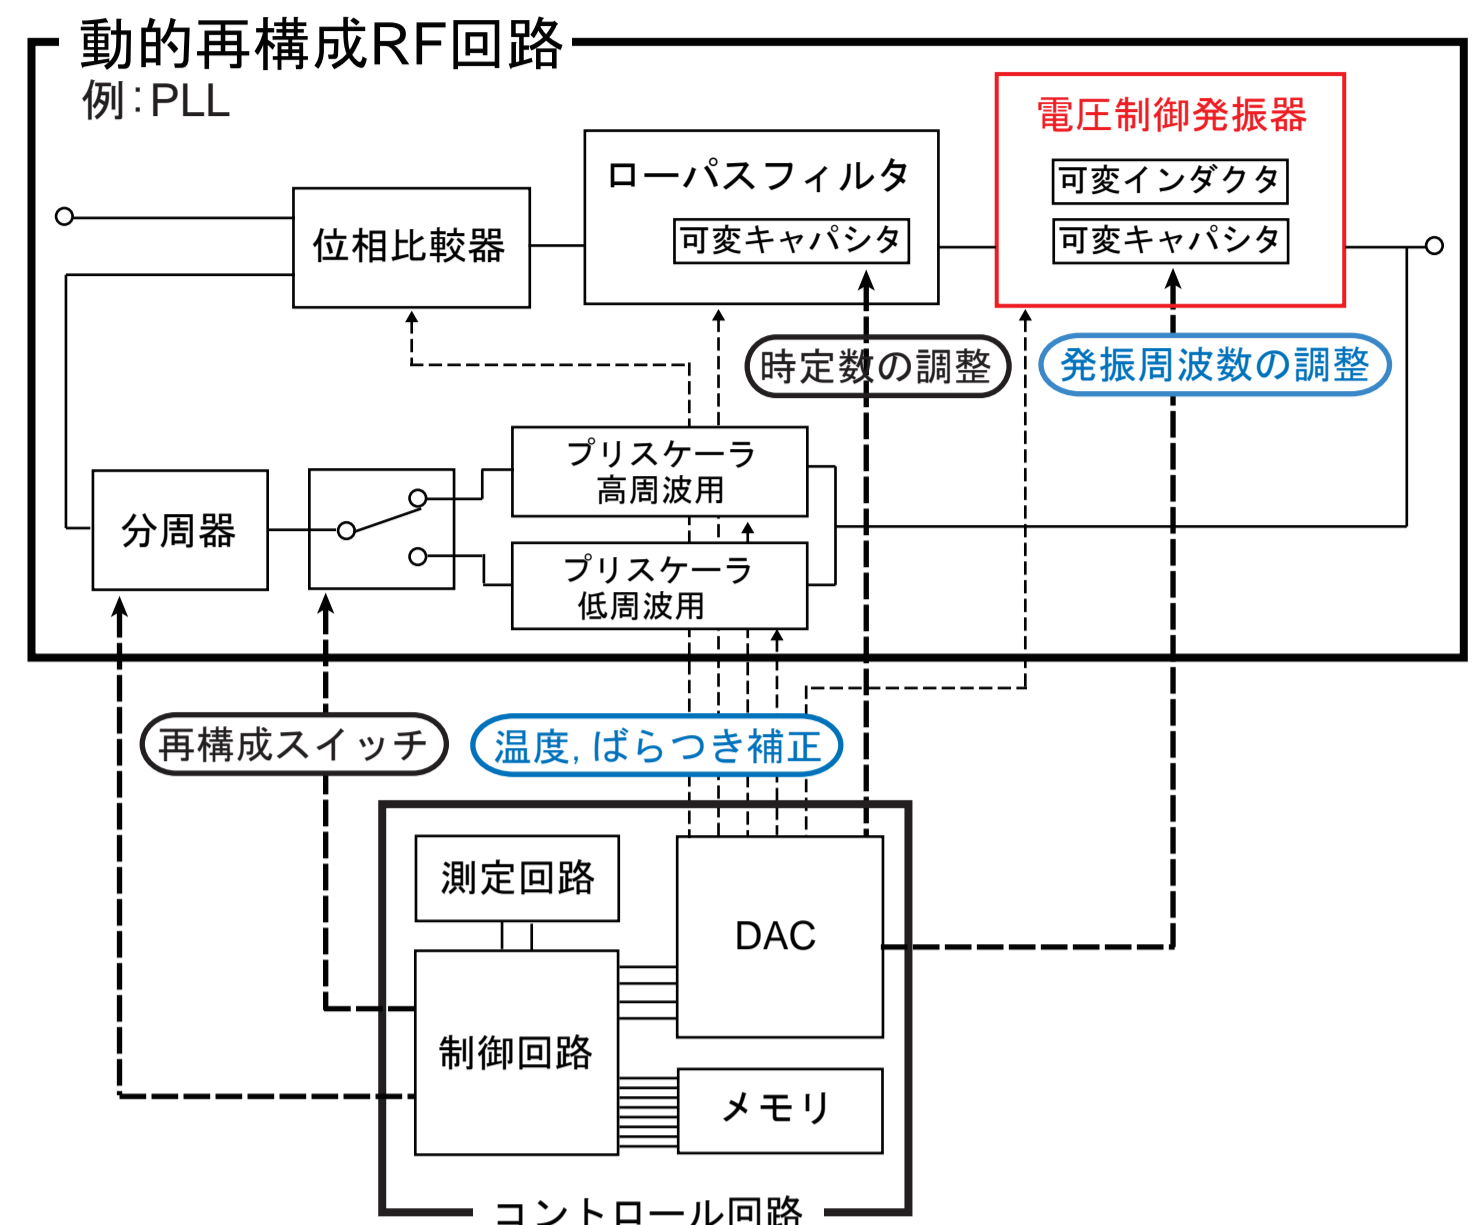 動的再構成RF回路
例：PLL
電圧制御発振器
可変インダクタ
可変キャパシタ
ローパスフィルタ
可変キャパシタ
位相比較器
時定数の調整
発振周波数の調整
プリスケーラ
高周波用
分周器
プリスケーラ
低周波用
再構成スイッチ
温度, ばらつき補正
測定回路
DAC
制御回路
メモリ
コントロール回路